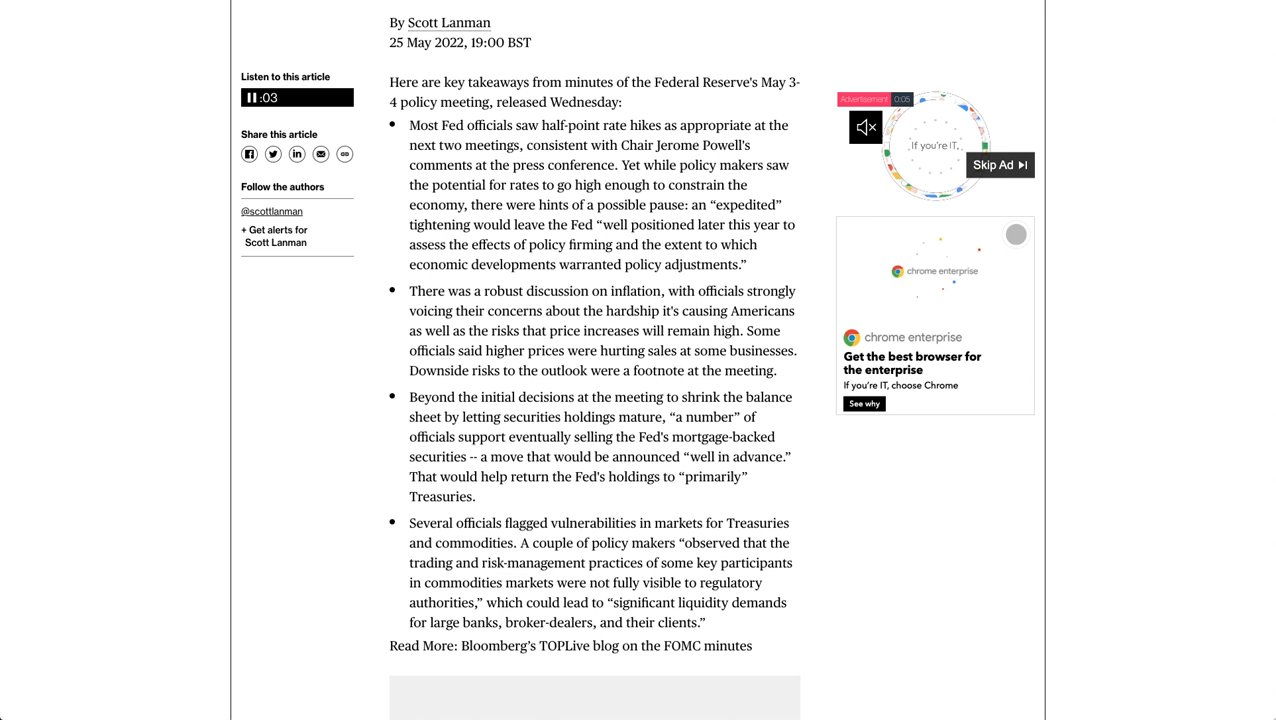 By Scott Lanman
25 May 2022, 19:00 BST
Listen to this article
:03
Share this article
Follow the authors
@scottlanman
+ Get alerts for
Scott Lanman
Here are key takeaways from minutes of the Federal Reserve's May 3-
4 policy meeting, released Wednesday:
• Most Fed officials saw half-point rate hikes as appropriate at the
next two meetings, consistent with Chair Jerome Powell's
comments at the press conference. Yet while policy makers saw
the potential for rates to go high enough to constrain the
economy, there were hints of a possible pause: an “expedited”
tightening would leave the Fed “well positioned later this year to
assess the effects of policy firming and the extent to which
economic developments warranted policy adjustments.”
• There was a robust discussion on inflation, with officials strongly
voicing their concerns about the hardship it's causing Americans
as well as the risks that price increases will remain high. Some
officials said higher prices were hurting sales at some businesses.
Downside risks to the outlook were a footnote at the meeting.
• Beyond the initial decisions at the meeting to shrink the balance
sheet by letting securities holdings mature, “a number” of
officials support eventually selling the Fed's mortgage-backed
securities -- a move that would be announced “well in advance.”
That would help return the Fed's holdings to “primarily”
Treasuries.
• Several officials flagged vulnerabilities in markets for Treasuries
and commodities. A couple of policy makers “observed that the
trading and risk-management practices of some key participants
in commodities markets were not fully visible to regulatory
authorities,” which could lead to “significant liquidity demands
for large banks, broker-dealers, and their clients.”
Read More: Bloomberg’s TOPLive blog on the FOMC minutes
Advertisement 0:05
If you're IT,
Skip Ad
chrome enterprise
chrome enterprise
Get the best browser for
the enterprise
If you're IT, choose Chrome
See why